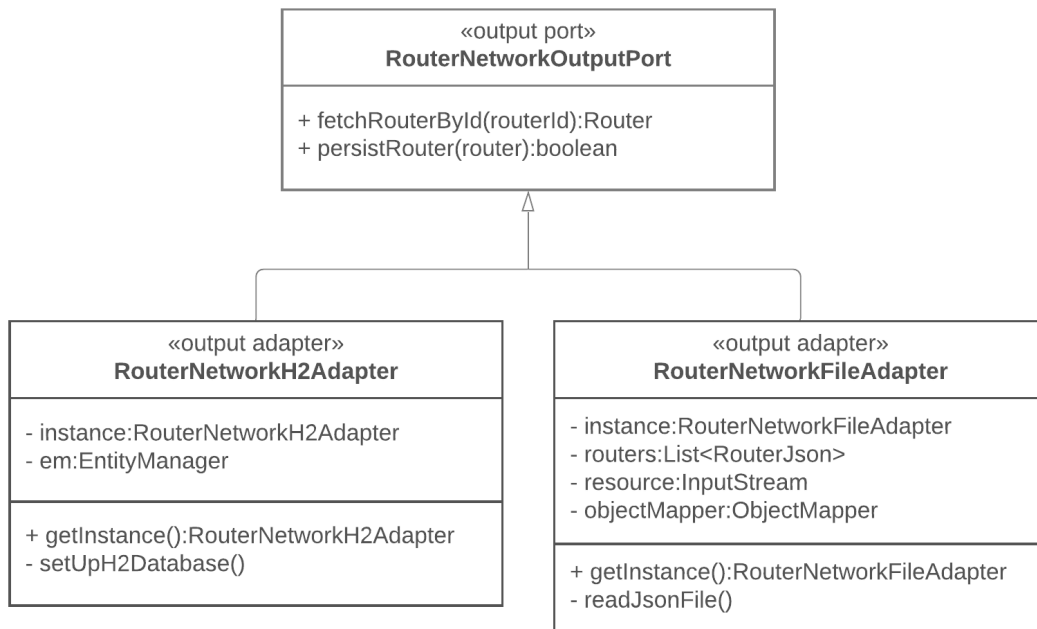 «output port»
RouterNetworkOutputPort
+ fetchRouterById(routerId):Router
+ persistRouter(router):boolean
«output adapter»
RouterNetworkH2Adapter
- instance:RouterNetworkH2Adapter
- em:EntityManager
+ getInstance():RouterNetworkH2Adapter
- setUpH2Database()
«output adapter»
RouterNetworkFileAdapter
- instance:RouterNetworkFileAdapter
- routers:List<RouterJson>
- resource:InputStream
- objectMapper:ObjectMapper
+ getInstance():RouterNetworkFileAdapter
- readJsonFile()